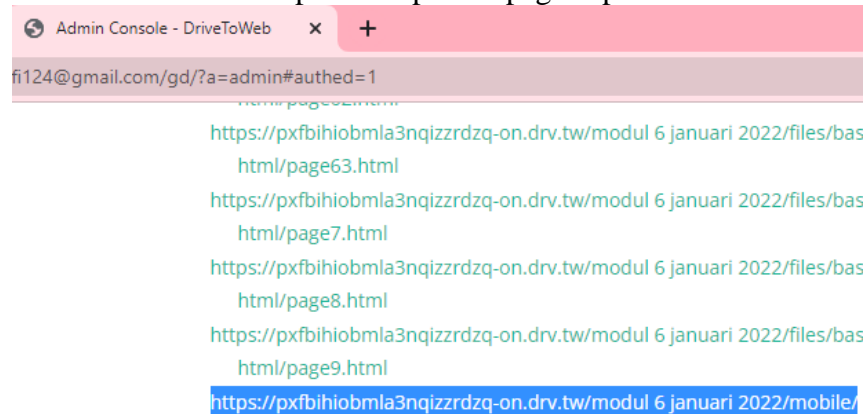 Admin Console - DriveToWeb × +
fi124@gmail.com/gd/?a=admin#authed=1
https://pxfbihiobmla3nqizzrdzq-on.drv.tw/modul 6 januari 2022/files/bas
html/page63.html
https://pxfbihiobmla3nqizzrdzq-on.drv.tw/modul 6 januari 2022/files/bas
html/page7.html
https://pxfbihiobmla3nqizzrdzq-on.drv.tw/modul 6 januari 2022/files/bas
html/page8.html
https://pxfbihiobmla3nqizzrdzq-on.drv.tw/modul 6 januari 2022/files/bas
html/page9.html
https://pxfbihiobmla3nqizzrdzq-on.drv.tw/modul 6 januari 2022/mobile/